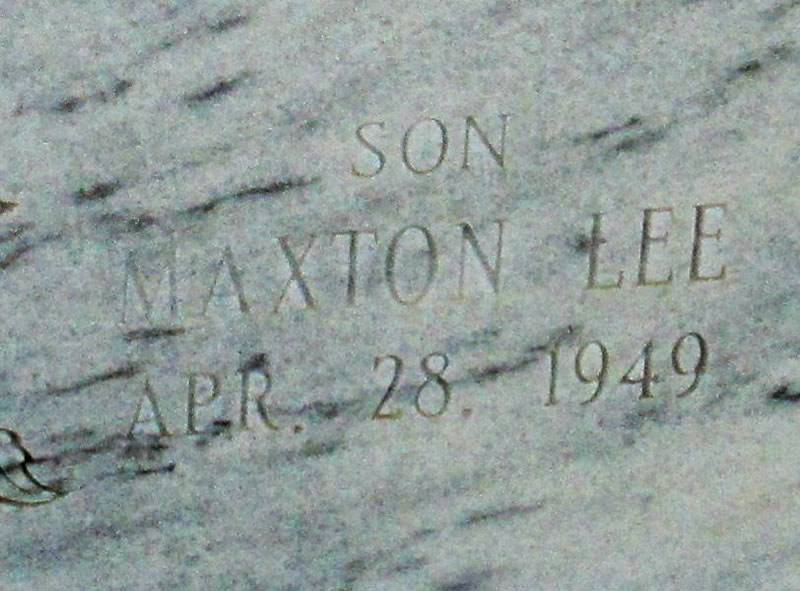 SON
MAXTON LEE
APR. 28. 1949